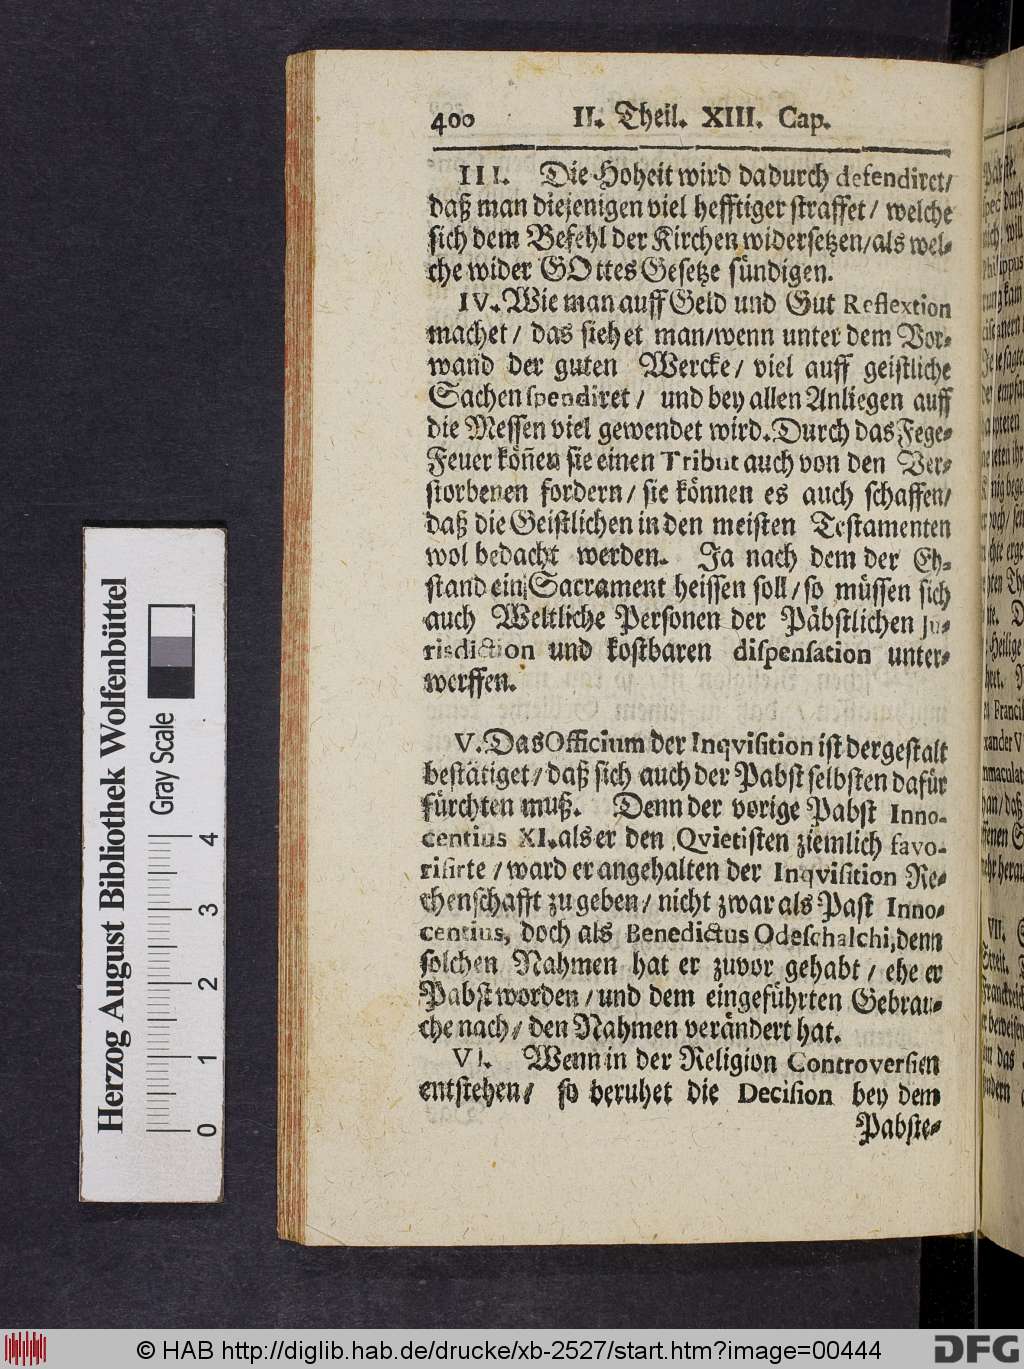 400 II. Theil. XIII. Cap.
III. Die Hoheit wird dadurch defendiret/
daß man diejenigen viel hefftiger straffet / welche
sich dem Befehl der Kirchen widersetzen/als wel-
che wider GOttes Gesetze sündigen.
IV. Wie man auff Geld und Gut Reflextion
machet / das siehet man/wenn unter dem Vor-
wand der guten Wercke / viel auff geistliche
Sachen spendiret / und bey allen Anliegen auff
die Messen viel gewendet wird. Durch das Fege-
Feuer köñen sie einen Tribut auch von den Ver-
storbenen fordern / sie können es auch schaffen/
daß die Geistlichen in den meisten Testamenten
wol bedacht werden. Ja nach dem der Eh-
stand ein Sacrament heissen soll / so müssen sich
auch Weltliche Personen der Päbstlichen Ju-
risdiction und kostbaren dispensation unter-
werffen.
V. Das Officium der Inqvisition ist dergestalt
bestätiget / daß sich auch der Pabst selbsten dafür
fürchten muß. Denn der vorige Pabst Inno-
centius XI. als er den Qvietisten ziemlich favo-
risirte / ward er angehalten der Inqvisition Re-
chenschafft zu geben / nicht zwar als Past Inno-
centius, doch als Benedictus Odeschalchi, denn
solchen Nahmen hat er zuvor gehabt / ehe er
Pabst worden / und dem eingeführten Gebrau-
che nach / den Nahmen verändert hat.
VI. Wenn in der Religion Controversien
entstehen / so beruhet die Decision bey dem
Pabste-
Herzog August Bibliothek Wolfenbüttel
Gray Scale
0 1 2 3 4
© HAB http://diglib.hab.de/drucke/xb-2527/start.htm?image=00444
DFG